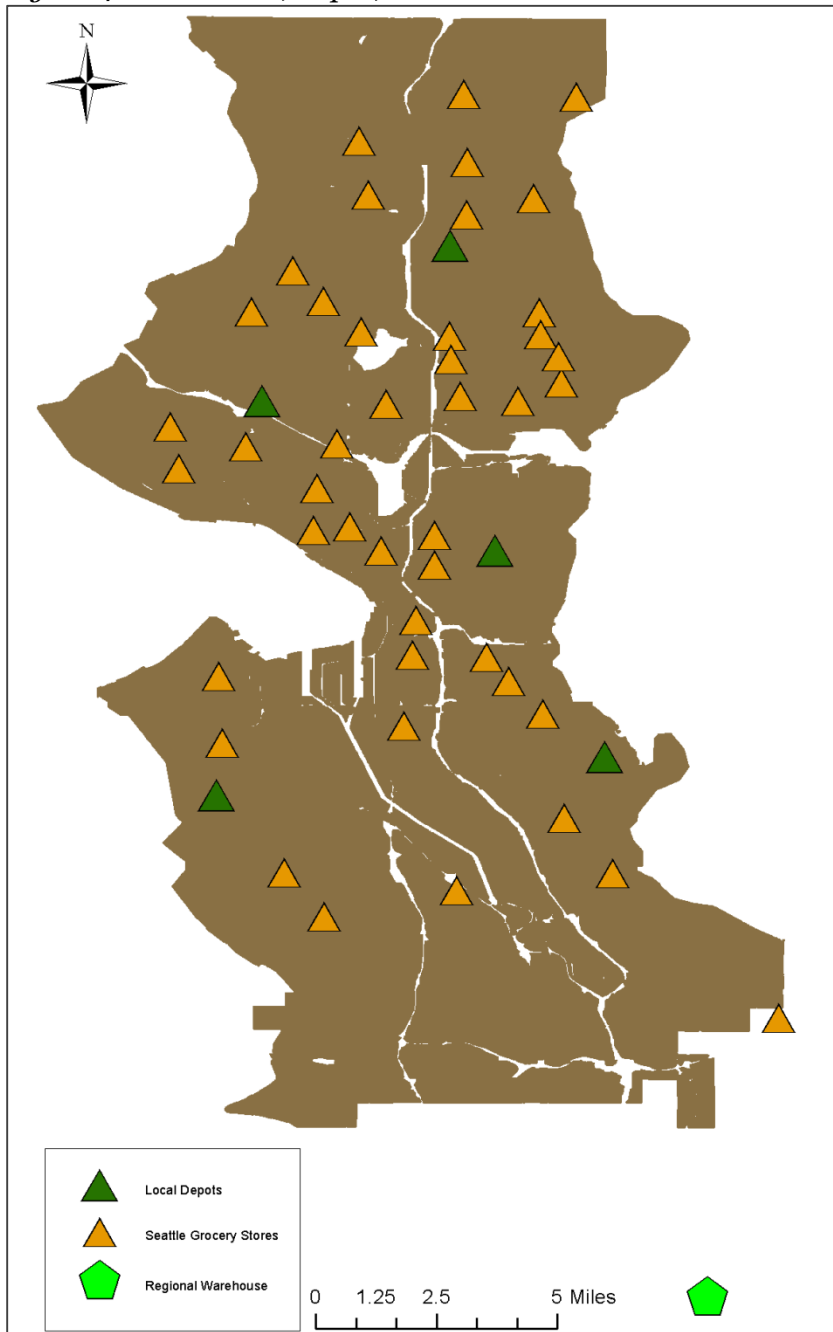 N
Local Depots
Seattle Grocery Stores
Regional Warehouse
0 1.25 2.5 5 Miles